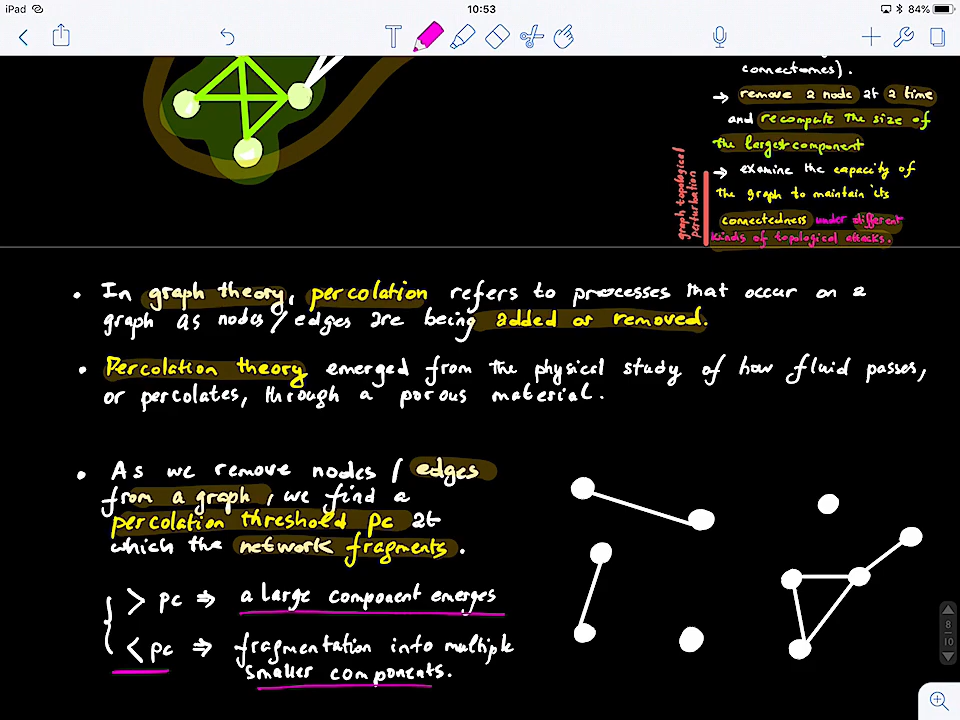 iPad
10:53
84%
T
connectomes).
→ remove a node at a time
and recompute the size of
the largest component
→ examine the capacity of
the graph to maintain its
connectedness under different
kinds of topological attacks.
graph topological
perturbation
• In graph theory, percolation refers to processes that occur on a
graph as nodes/edges are being added or removed.
• Percolation theory emerged from the physical study of how fluid passes,
or percolates, through a porous material.
• As we remove nodes / edges
from a graph, we find a
percolation threshold pc at
which the network fragments.
> pc ⇒ a large component emerges
< pc ⇒ fragmentation into multiple
smaller components.
8
10